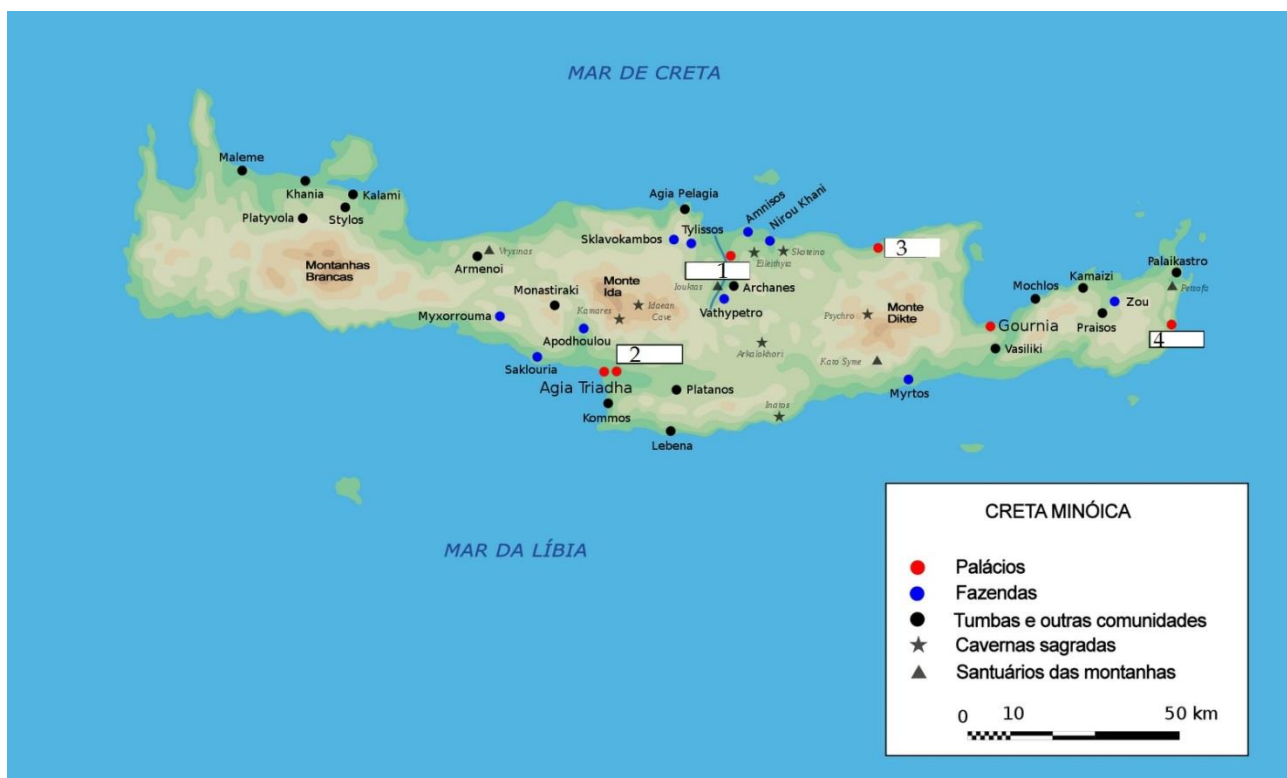 MAR DE CRETA
Maleme
Khania
Kalami
Platyvola
Stylos
Montanhas
Brancas
Armenoi
Vrysinas
Agia Pelagia
Sklavokambos
Tylissos
Amnisos
Nirou Khani
Eileithyia
Skoteino
1
Iouktas
Archanes
Vathypetro
Monte
Ida
Idaean
Cave
Kamares
Monastiraki
Myxorrouma
Apodhoulou
Saklouria
2
Agia Triadha
Kommos
Platanos
Lebena
Arkalokhori
Inatos
3
Psychro
Monte
Dikte
Kato Syme
Myrtos
Gournia
Vasiliki
Mochlos
Kamaizi
Palaikastro
Petsofa
Zou
Praisos
4
MAR DA LÍBIA
CRETA MINÓICA
Palácios
Fazendas
Tumbas e outras comunidades
Cavernas sagradas
Santuários das montanhas
0 10 50 km